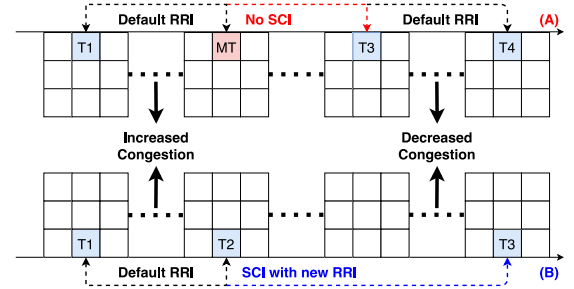 Default RRI No SCI Default RRI (A)
T1 MT T3 T4
Increased Congestion
Decreased Congestion
T1 T2 T3
Default RRI SCI with new RRI (B)